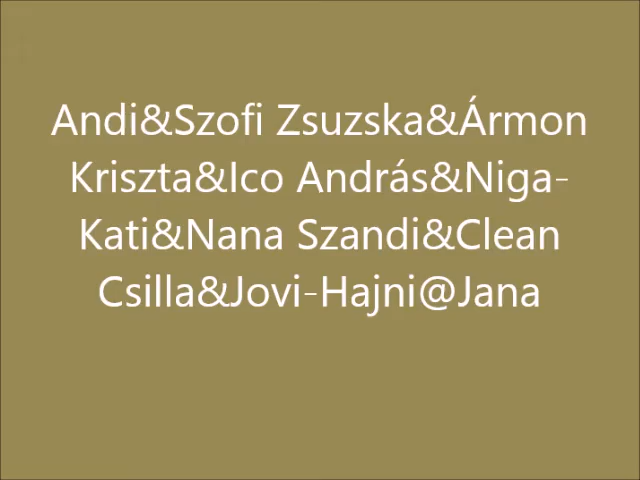 Andi&Szofi Zsuzska&Ármon
Kriszta&Ico András&Niga-
Kati&Nana Szandi&Clean
Csilla&Jovi-Hajni@Jana